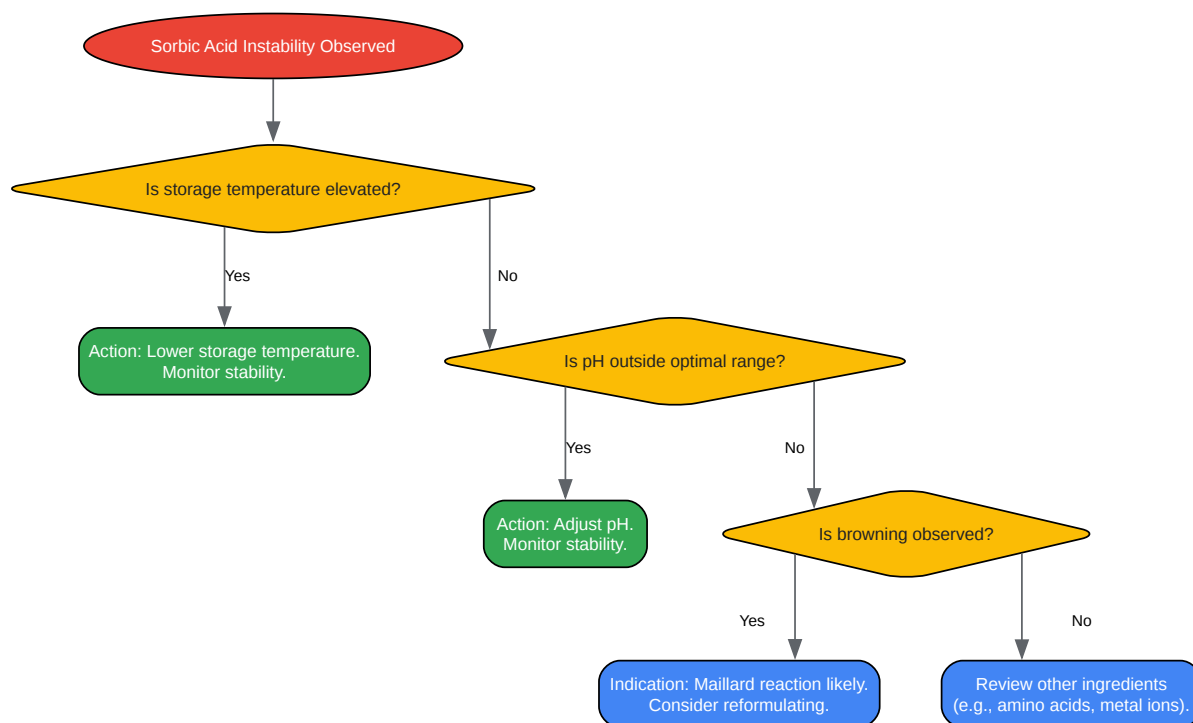 Sorbic Acid Instability Observed
Is storage temperature elevated?
Yes
No
Action: Lower storage temperature.
Monitor stability.
Is pH outside optimal range?
Yes
No
Action: Adjust pH.
Monitor stability.
Is browning observed?
Yes
No
Indication: Maillard reaction likely.
Consider reformulating.
Review other ingredients
(e.g., amino acids, metal ions).